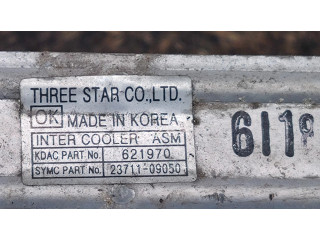 THREE STAR CO.,LTD.
OK MADE IN KOREA
INTER COOLER ASM
KDAC PART No. 621970
SYMC PART No. 23711-09050